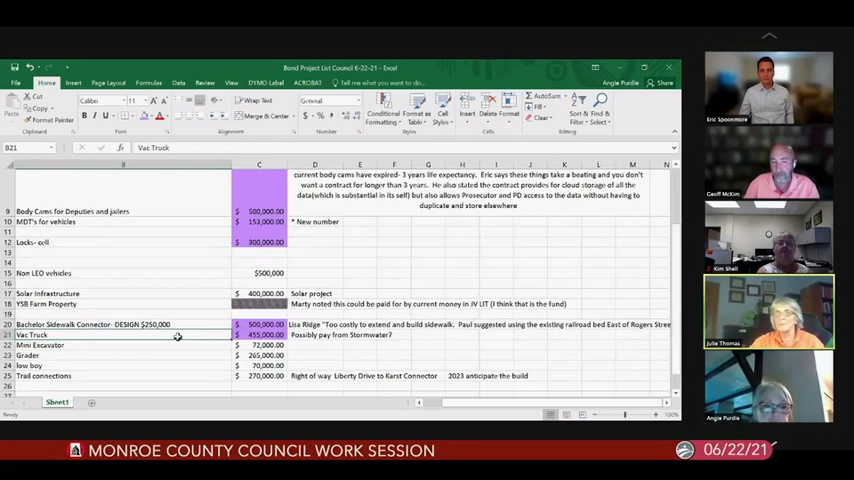 Bond Project List Council 6-22-21 - Excel
File Home Insert Page Layout Formulas Data Review View DYMO Label ACROBAT Tell me what you want to do... Angie Purdie Share
Paste
Cut
Copy
Format Painter
Calibri 11
Wrap Text
Merge & Center
General
Conditional Formatting
Format as Table
Cell Styles
Insert Delete Format
AutoSum
Fill
Clear
Sort & Filter
Find & Select
Clipboard Font Alignment Number Styles Cells Editing
B21 Vac Truck
B C D E F G H I J K L M N
current body cams have expired- 3 years life expectancy. Eric says these things take a beating and you don't
want a contract for longer than 3 years. He also stated the contract provides for cloud storage of all the
data(which is substantial in its self) but also allows Prosecutor and PD access to the data without having to
duplicate and store elsewhere
9 Body Cams for Deputies and jailers $ 500,000.00
10 MDT's for vehicles $ 153,000.00 * New number
11
12 Locks- cell $ 300,000.00
13
14
15 Non LEO vehicles $500,000
16
17 Solar Infrastructure $ 400,000.00 Solar project
18 YSB Farm Property Marty noted this could be paid for by current money in JV LIT (I think that is the fund)
20 Bachelor Sidewalk Connector- DESIGN $250,000 $ 500,000.00 Lisa Ridge "Too costly to extend and build sidewalk. Paul suggested using the existing railroad bed East of Rogers Stree
21 Vac Truck $ 455,000.00 Possibly pay from Stormwater?
22 Mini Excavator $ 72,000.00
23 Grader $ 265,000.00
24 low boy $ 70,000.00
25 Trail connections $ 270,000.00 Right of way Liberty Drive to Karst Connector 2023 anticipate the build
26
Sheet1
Ready
100%
Eric Spoonmore
Geoff McKim
Kim Shell
Julie Thomas
Angie Purdie
MONROE COUNTY COUNCIL WORK SESSION
06/22/21